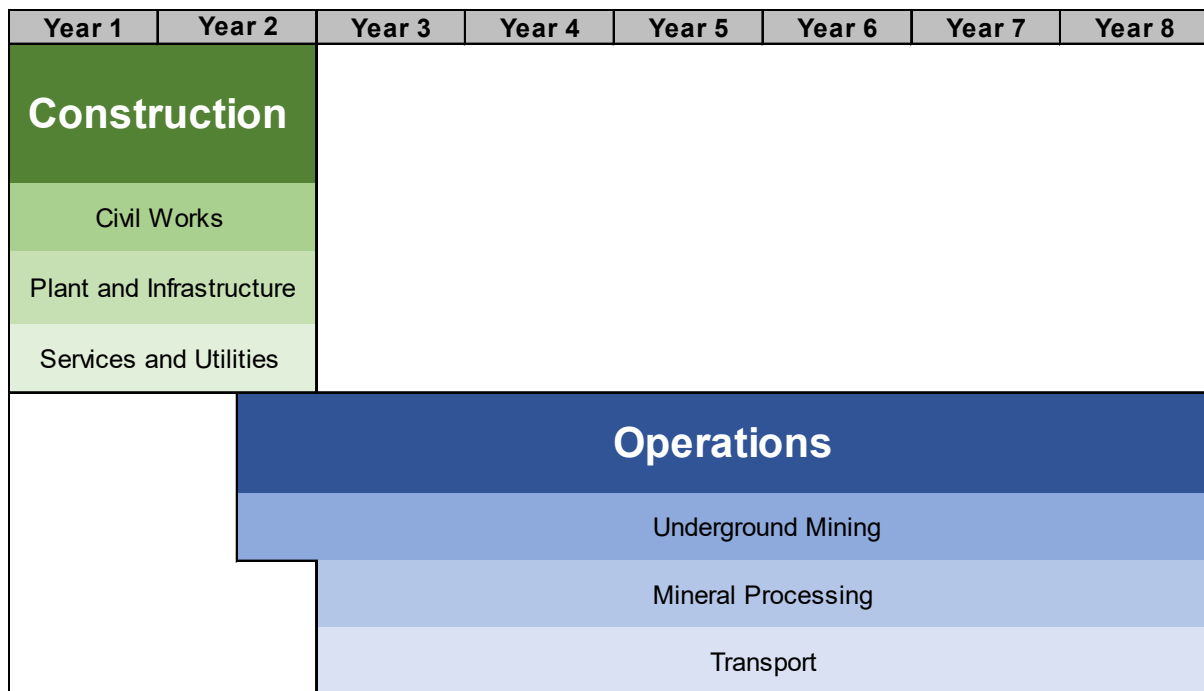 Year 1 Year 2 Year 3 Year 4 Year 5 Year 6 Year 7 Year 8
Construction
Civil Works
Plant and Infrastructure
Services and Utilities
Operations
Underground Mining
Mineral Processing
Transport